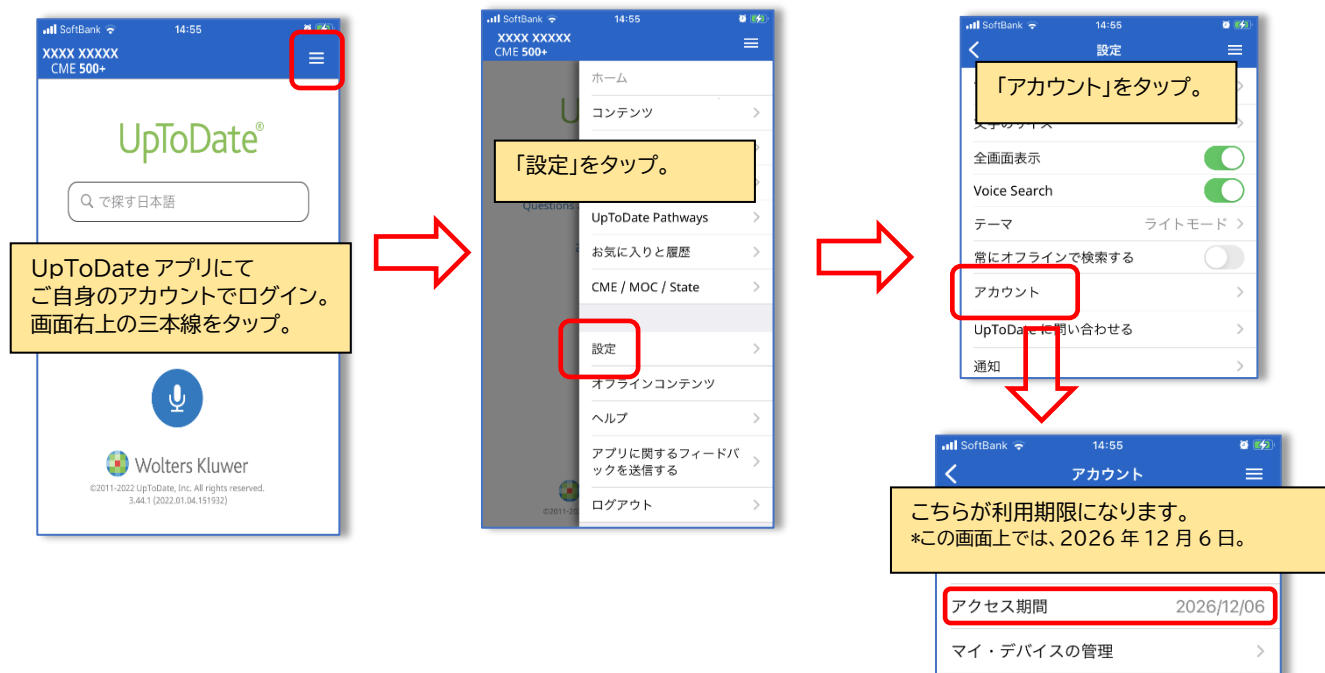 SoftBank 14:55
XXXX XXXXX
CME 500+
UpToDate®
で探す日本語
UpToDate アプリにて
ご自身のアカウントでログイン。
画面右上の三本線をタップ。
Wolters Kluwer
©2011-2022 UpToDate, Inc. All rights reserved.
3.44.1 (2022.01.04.151932)
SoftBank 14:55
XXXX XXXXX
CME 500+
ホーム
U
コンテンツ
「設定」をタップ。
Questions
UpToDate Pathways
お気に入りと履歴
CME / MOC / State
設定
オフラインコンテンツ
ヘルプ
アプリに関するフィードバ
ックを送信する
ログアウト
©2011-20
SoftBank 14:55
設定
「アカウント」をタップ。
文字のサイズ
全画面表示
Voice Search
テーマ ライトモード
常にオフラインで検索する
アカウント
UpToDate に問い合わせる
通知
SoftBank 14:55
アカウント
こちらが利用期限になります。
*この画面上では、2026 年 12 月 6 日。
アクセス期間 2026/12/06
マイ・デバイスの管理